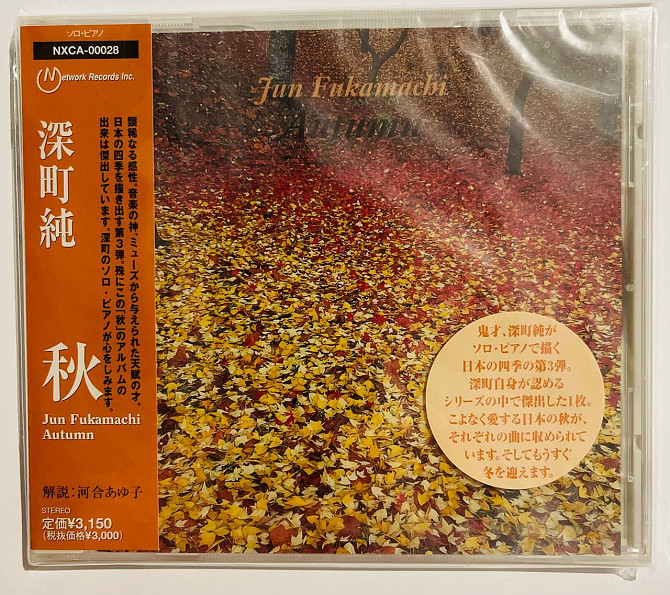 ソロ・ピアノ
NXCA-00028
Network Records Inc.
深町純
秋
Jun Fukamachi
Autumn
類稀なる感性。音楽の神、ミューズから与えられた天賦の才。
日本の四季を描き出す第3弾。殊にこの「秋」のアルバムの
出来は傑出しています。深町のソロ・ピアノが心をしみます。
解説:河合あゆ子
STEREO
定価¥3,150
(税抜価格¥3,000)
Jun Fukamachi
Autumn
鬼才、深町純が
ソロ・ピアノで描く
日本の四季の第3弾。
深町自身が認める
シリーズの中で傑出した1枚。
こよなく愛する日本の秋が、
それぞれの曲に収められて
います。そしてもうすぐ
冬を迎えます。